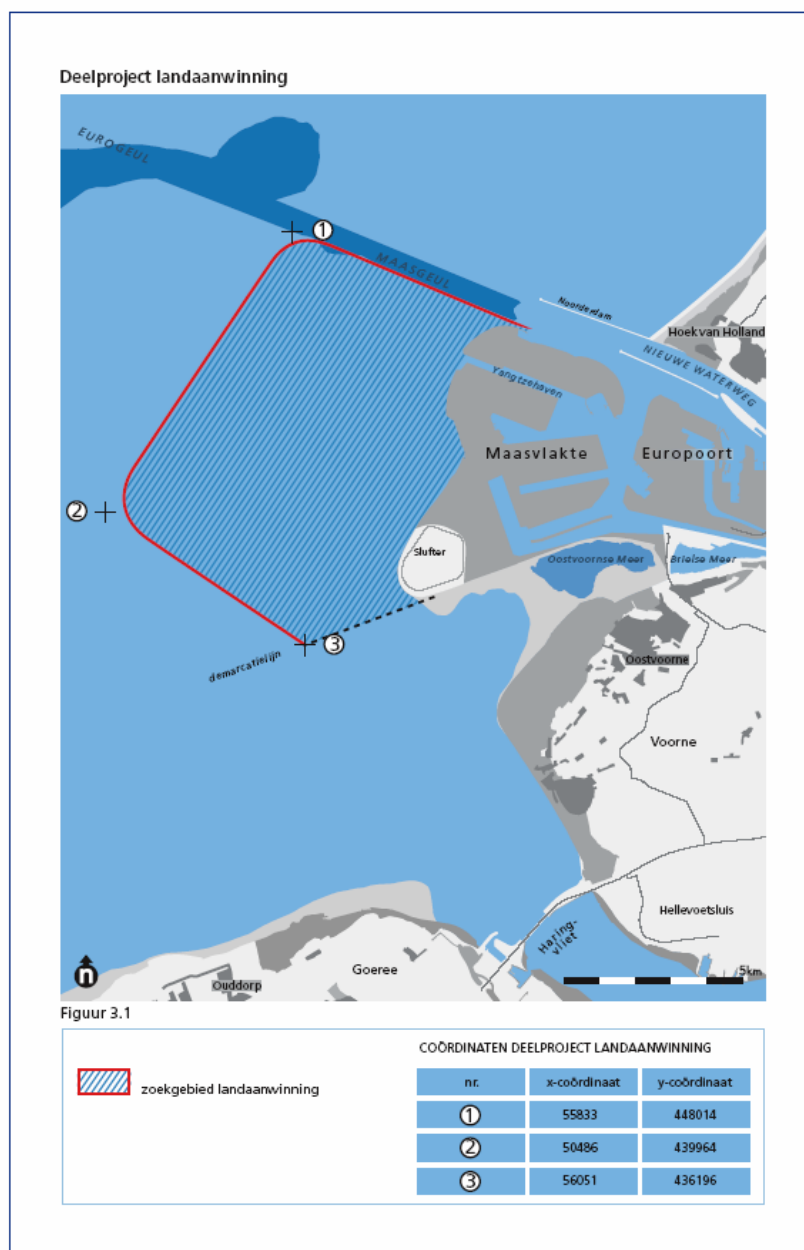 Deelproject landaanwinning
EUROGEUL
1
MAASGEUL
Noorderdam
Hoek van Holland
NIEUWE WATERWEG
Yangtzehaven
Maasvlakte
Europoort
2
Slufter
Oostvoornse Meer
Brielse Meer
3
demarcatielijn
Oostvoorne
Voorne
Hellevoetsluis
Haring-
vliet
Goeree
Ouddorp
n
5km
Figuur 3.1
zoekgebied landaanwinning
COÖRDINATEN DEELPROJECT LANDAANWINNING
nr. x-coördinaat y-coördinaat
1 55833 448014
2 50486 439964
3 56051 436196